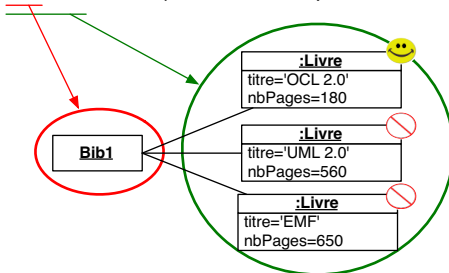 :Livre
titre='OCL 2.0'
nbPages=180
Bib1
:Livre
titre='UML 2.0'
nbPages=560
:Livre
titre='EMF'
nbPages=650